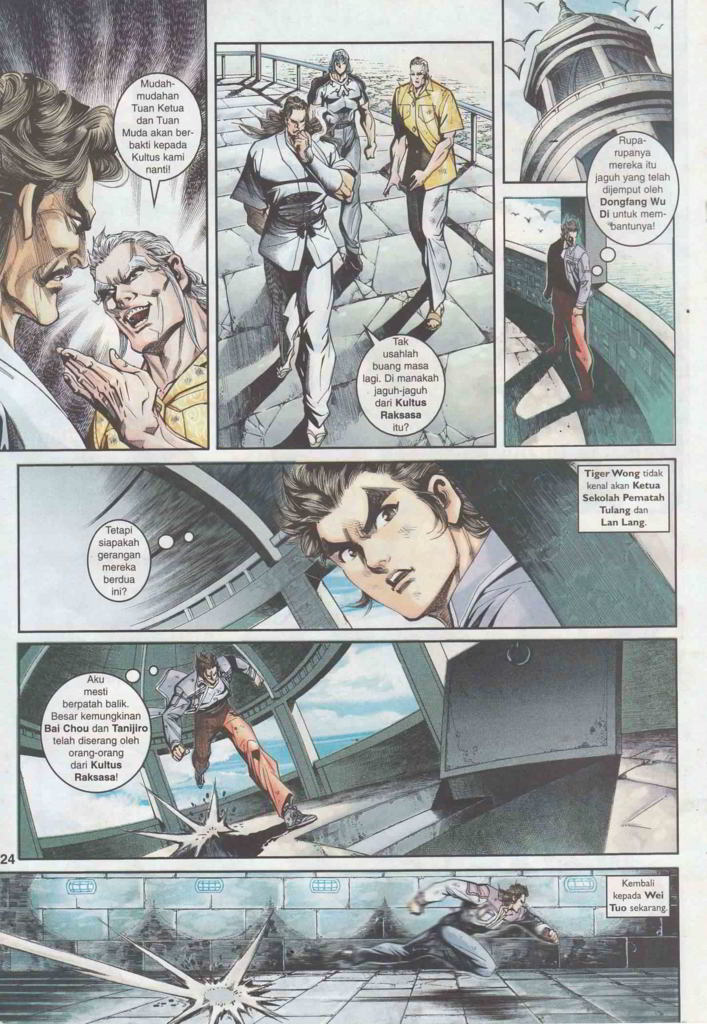 Mudah-
mudahan
Tuan Ketua
dan Tuan
Muda akan ber-
bakti kepada
Kultus kami
nanti!
Tak
usahlah
buang masa
lagi. Di manakah
jaguh-jaguh
dari Kultus
Raksasa
itu?
Rupa-
rupanya
mereka itu
jaguh yang telah
dijemput oleh
Dongfang Wu
Di untuk mem-
bantunya!
Tetapi
siapakah
gerangan
mereka
berdua
ini?
Tiger Wong tidak
kenal akan Ketua
Sekolah Pematah
Tulang dan
Lan Lang.
Aku
mesti
berpatah balik.
Besar kemungkinan
Bai Chou dan Tanijiro
telah diserang oleh
orang-orang
dari Kultus
Raksasa!
24
Kembali
kepada Wei
Tuo sekarang.